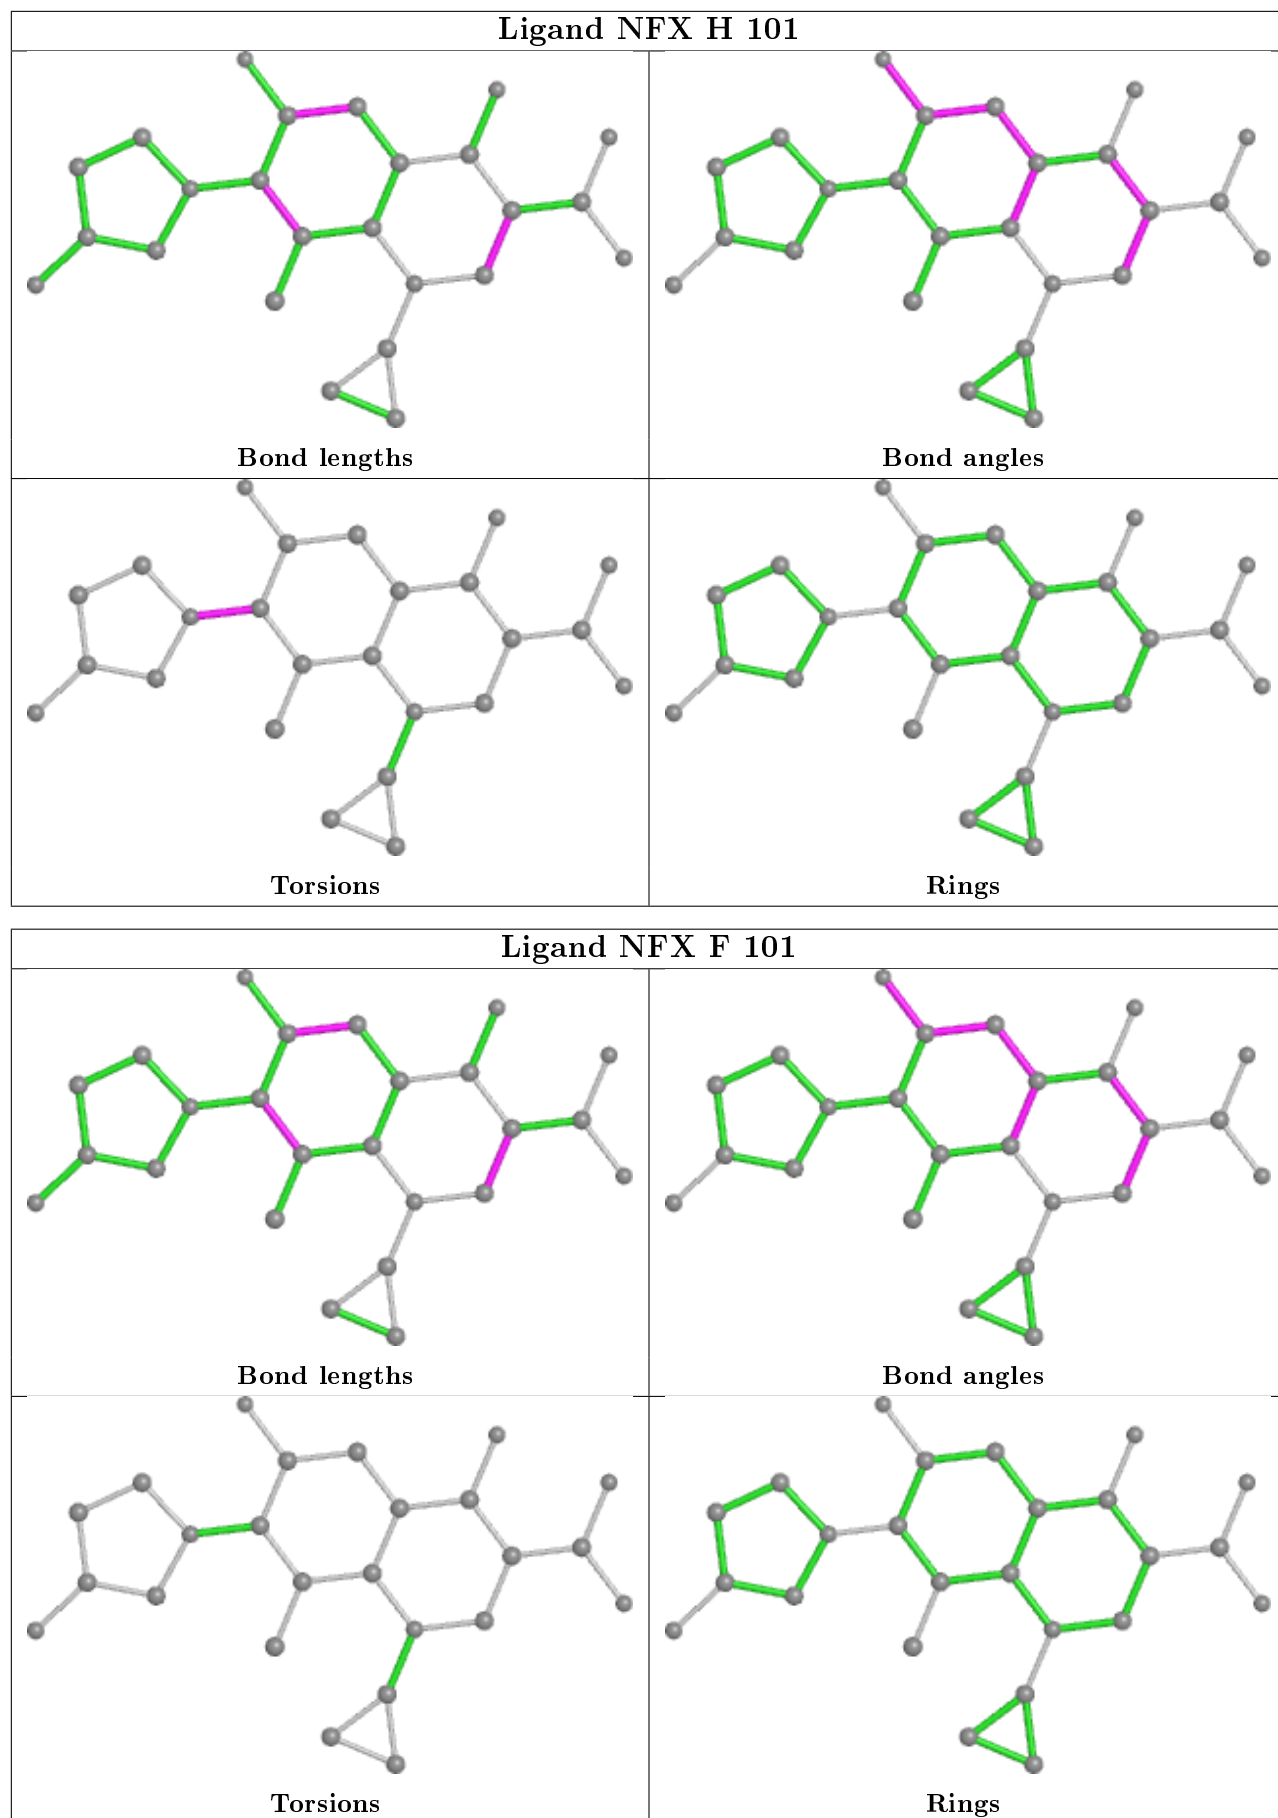 Ligand NFX H 101
Bond lengths
Bond angles
Torsions
Rings
Ligand NFX F 101
Bond lengths
Bond angles
Torsions
Rings